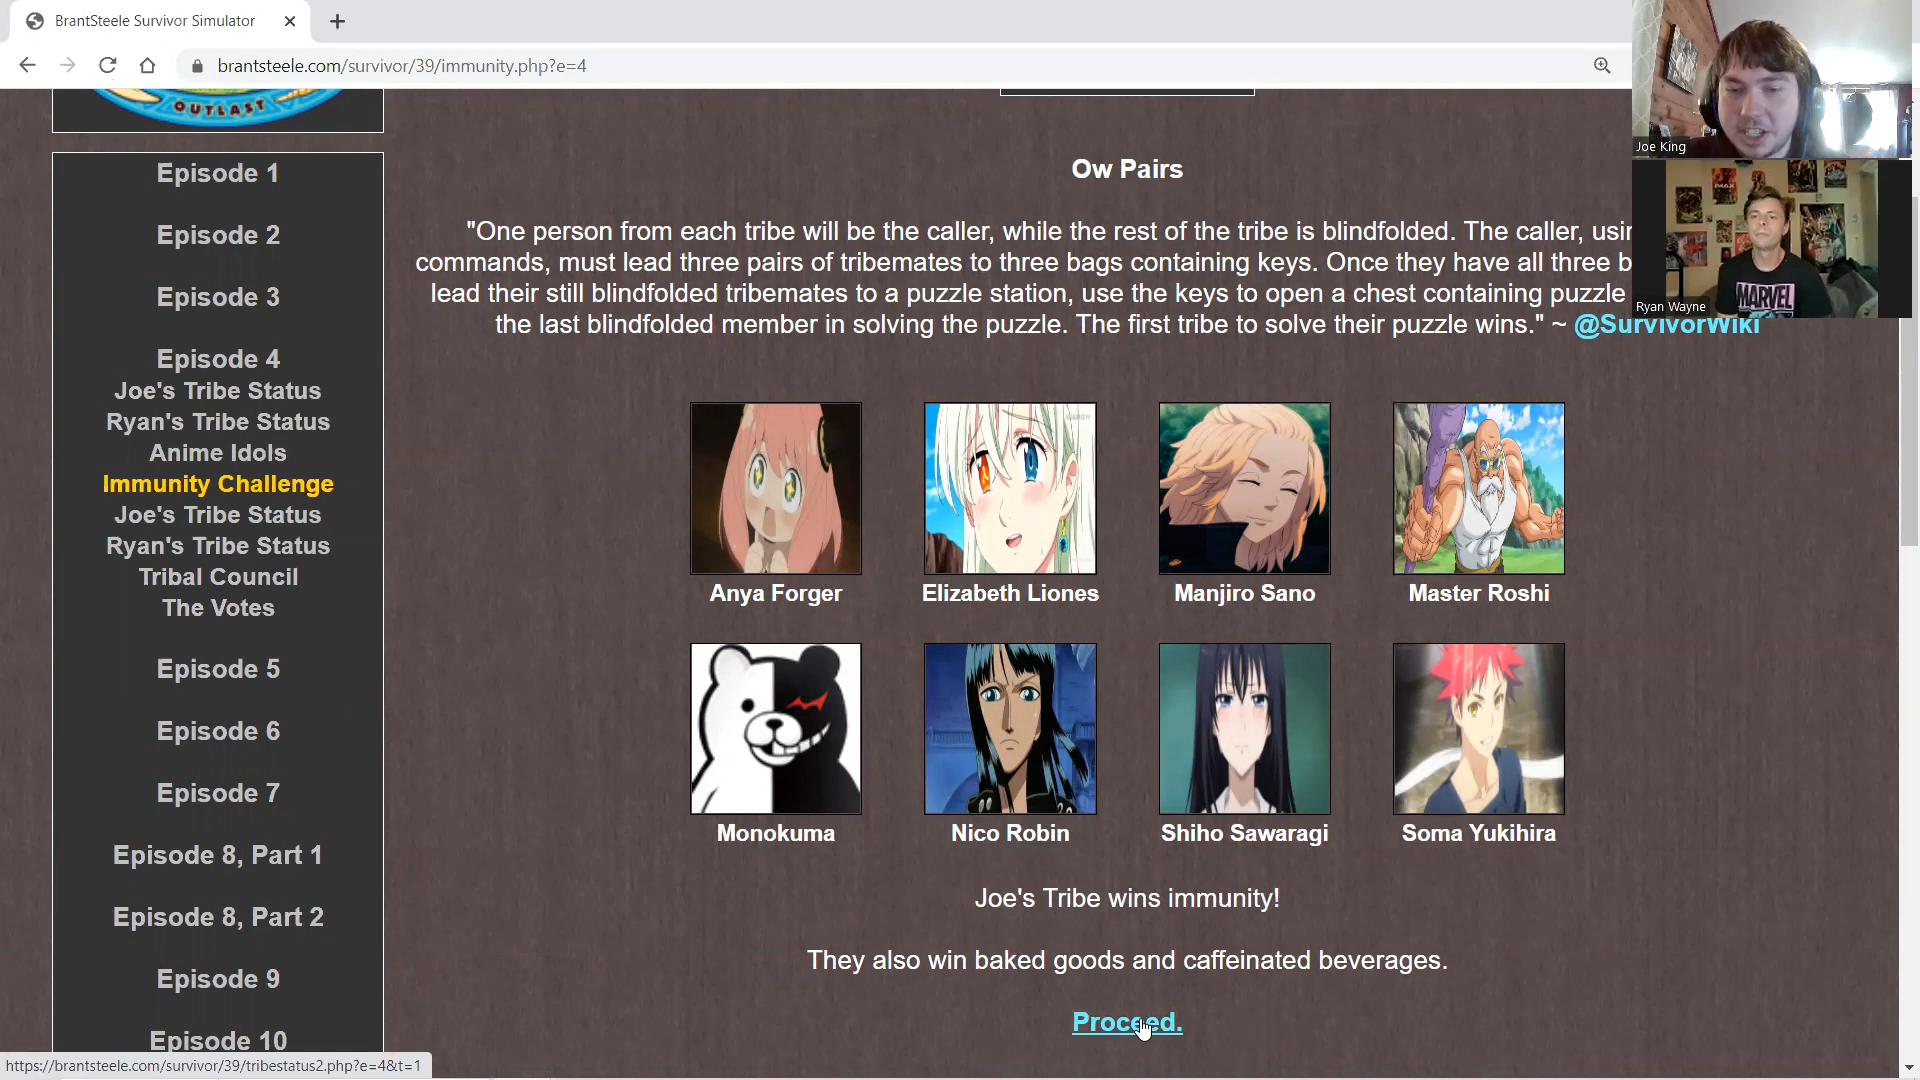 BrantSteele Survivor Simulator
brantsteele.com/survivor/39/immunity.php?e=4
OUTLAST
Episode 1
Episode 2
Episode 3
Episode 4
Joe's Tribe Status
Ryan's Tribe Status
Anime Idols
Immunity Challenge
Joe's Tribe Status
Ryan's Tribe Status
Tribal Council
The Votes
Episode 5
Episode 6
Episode 7
Episode 8, Part 1
Episode 8, Part 2
Episode 9
Episode 10
https://brantsteele.com/survivor/39/tribestatus2.php?e=4&t=1
Ow Pairs
"One person from each tribe will be the caller, while the rest of the tribe is blindfolded. The caller,
commands, must lead three pairs of tribemates to three bags containing keys. Once they have all three
lead their still blindfolded tribemates to a puzzle station, use the keys to open a chest containing puzzle
the last blindfolded member in solving the puzzle. The first tribe to solve their puzzle wins." ~ @SurvivorWiki
Anya Forger
Elizabeth Liones
Manjiro Sano
Master Roshi
Monokuma
Nico Robin
Shiho Sawaragi
Soma Yukihira
Joe's Tribe wins immunity!
They also win baked goods and caffeinated beverages.
Proceed.
Joe King
MARVEL
Ryan Wayne